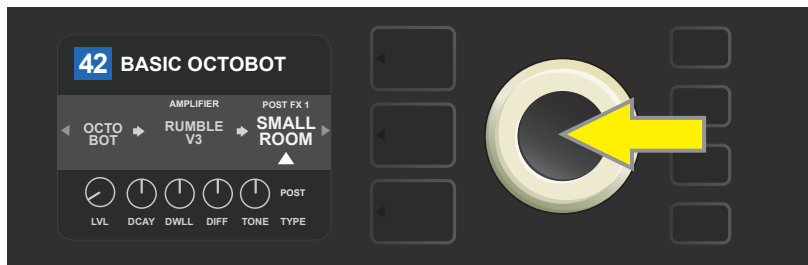 42 BASIC OCTOBOT
AMPLIFIER POST FX 1
OCTO BOT RUMBLE V3 SMALL ROOM
POST
LVL DCAY DWLL DIFF TONE TYPE